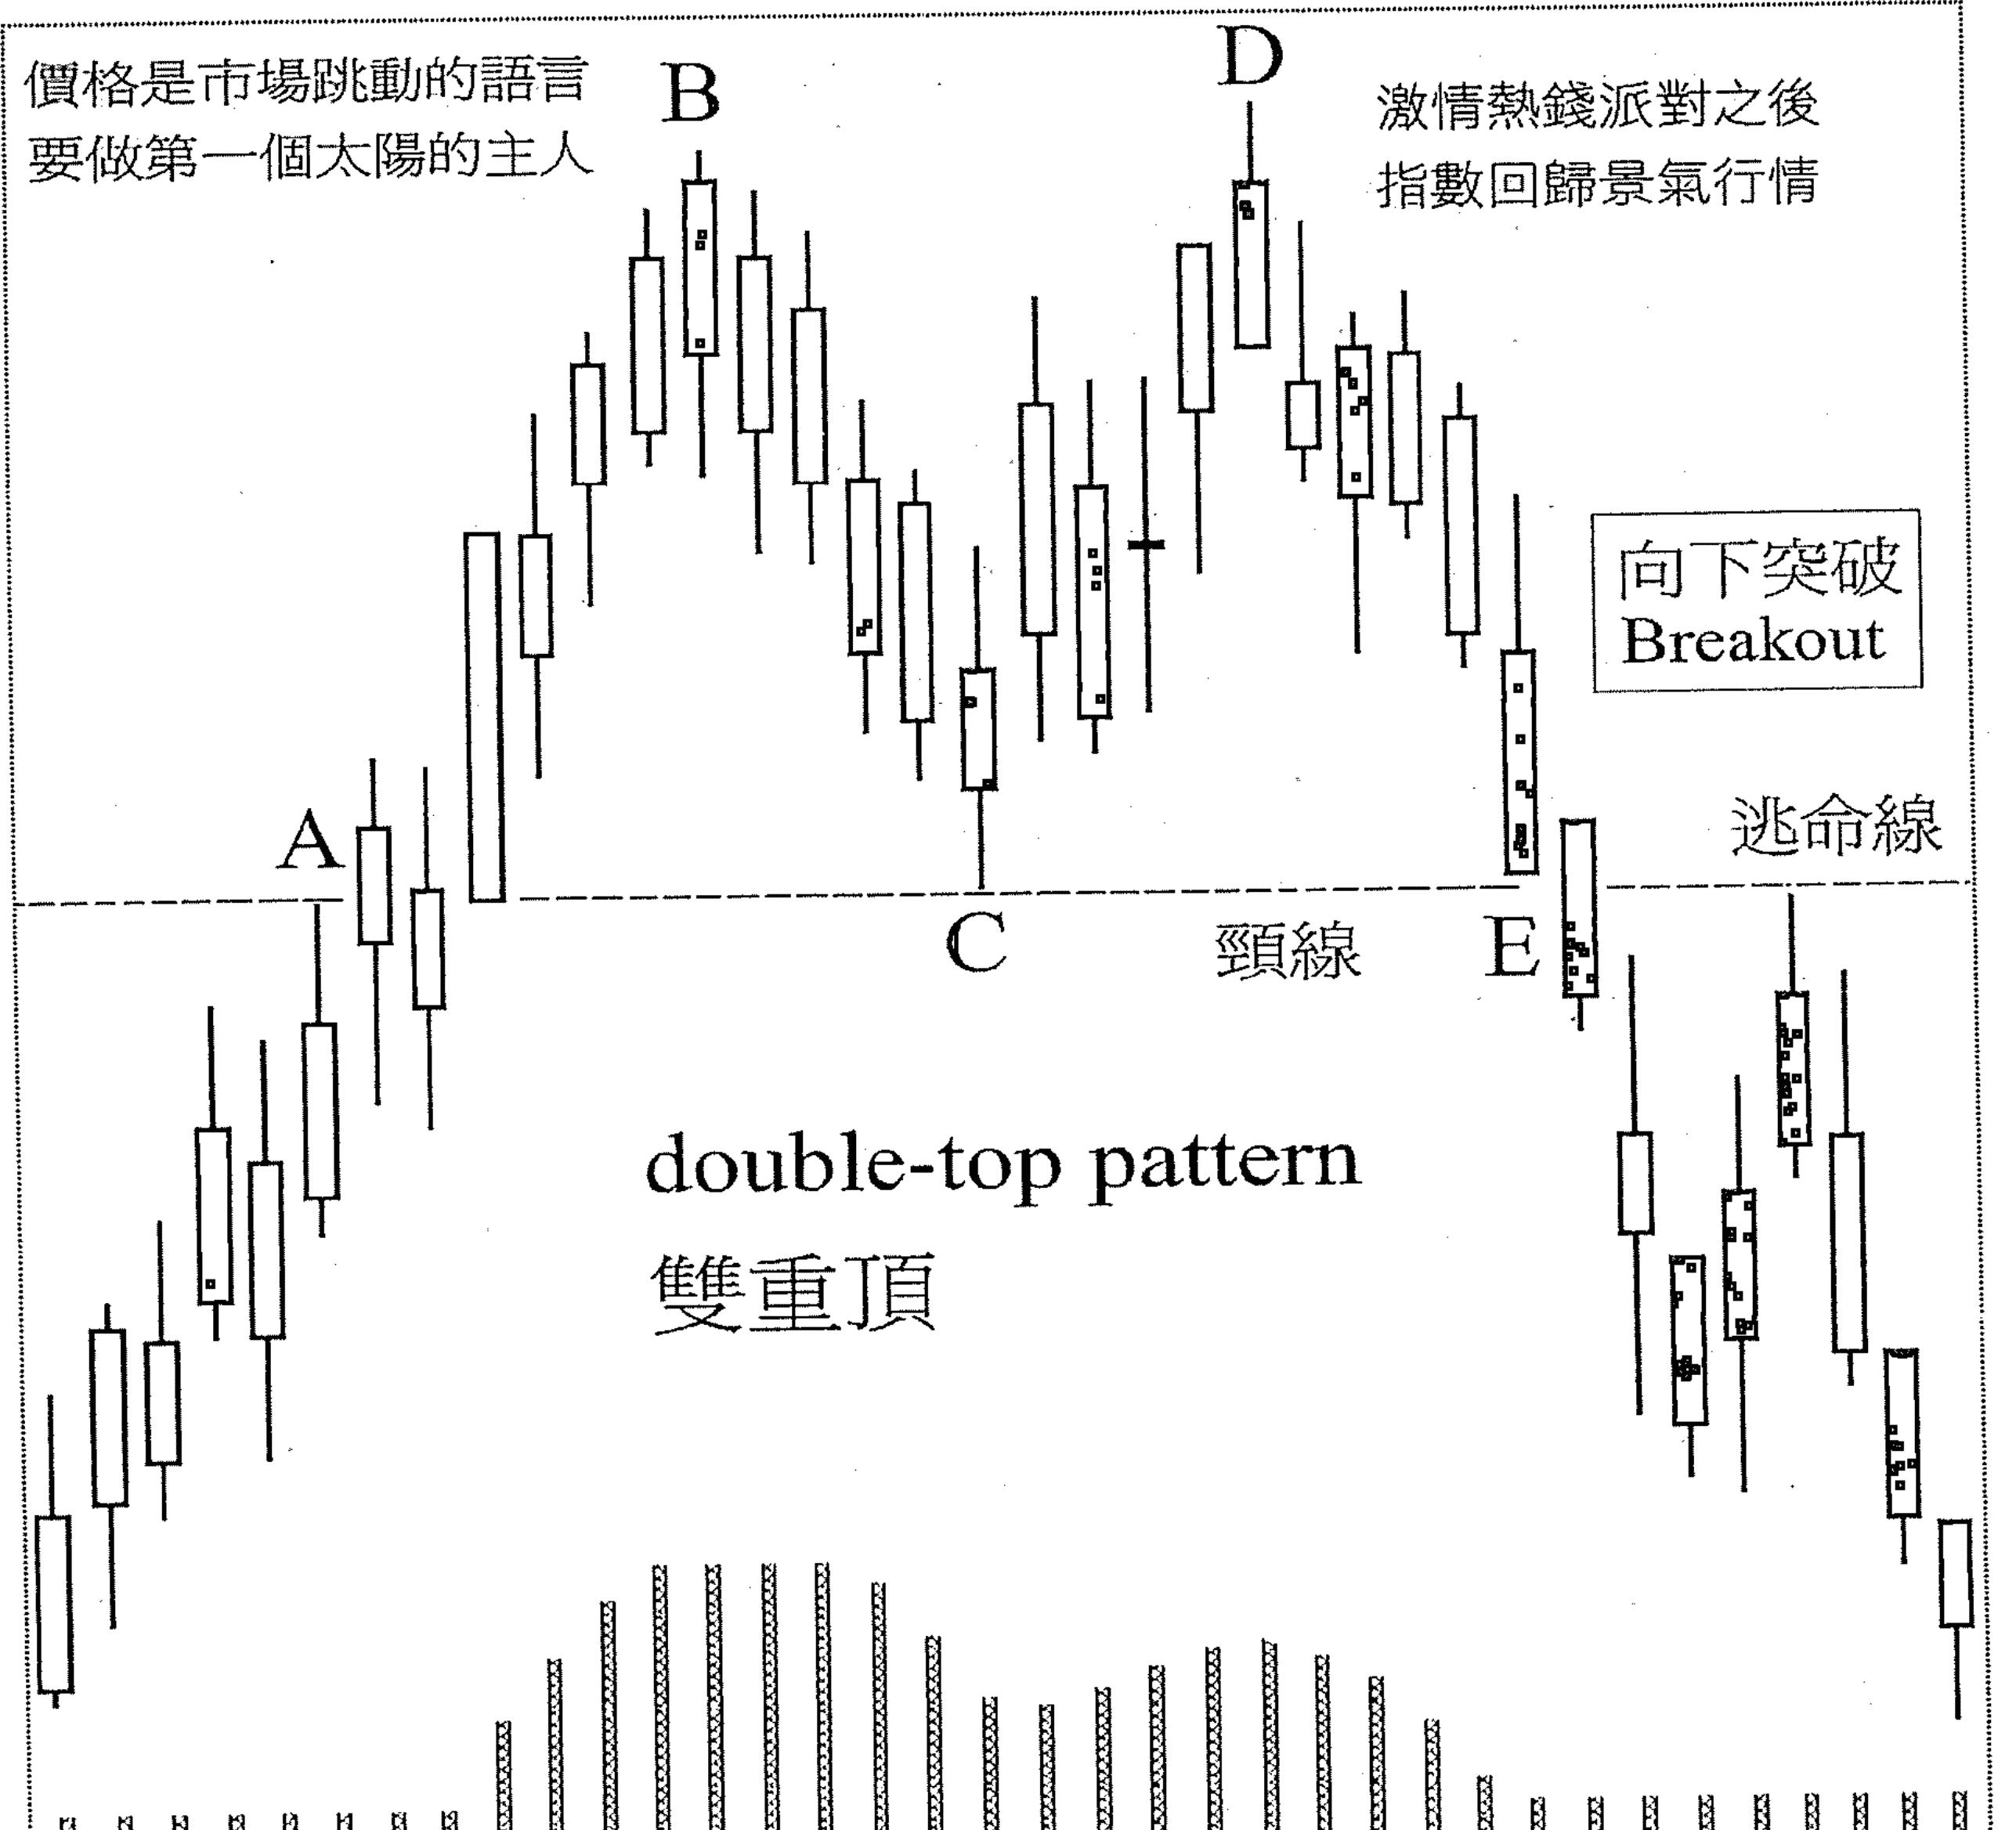 價格是市場跳動的語言
要做第一個太陽的主人
B
D
激情熱錢派對之後
指數回歸景氣行情
向下突破
Breakout
A
逃命線
C
頸線
E
double-top pattern
雙重頂